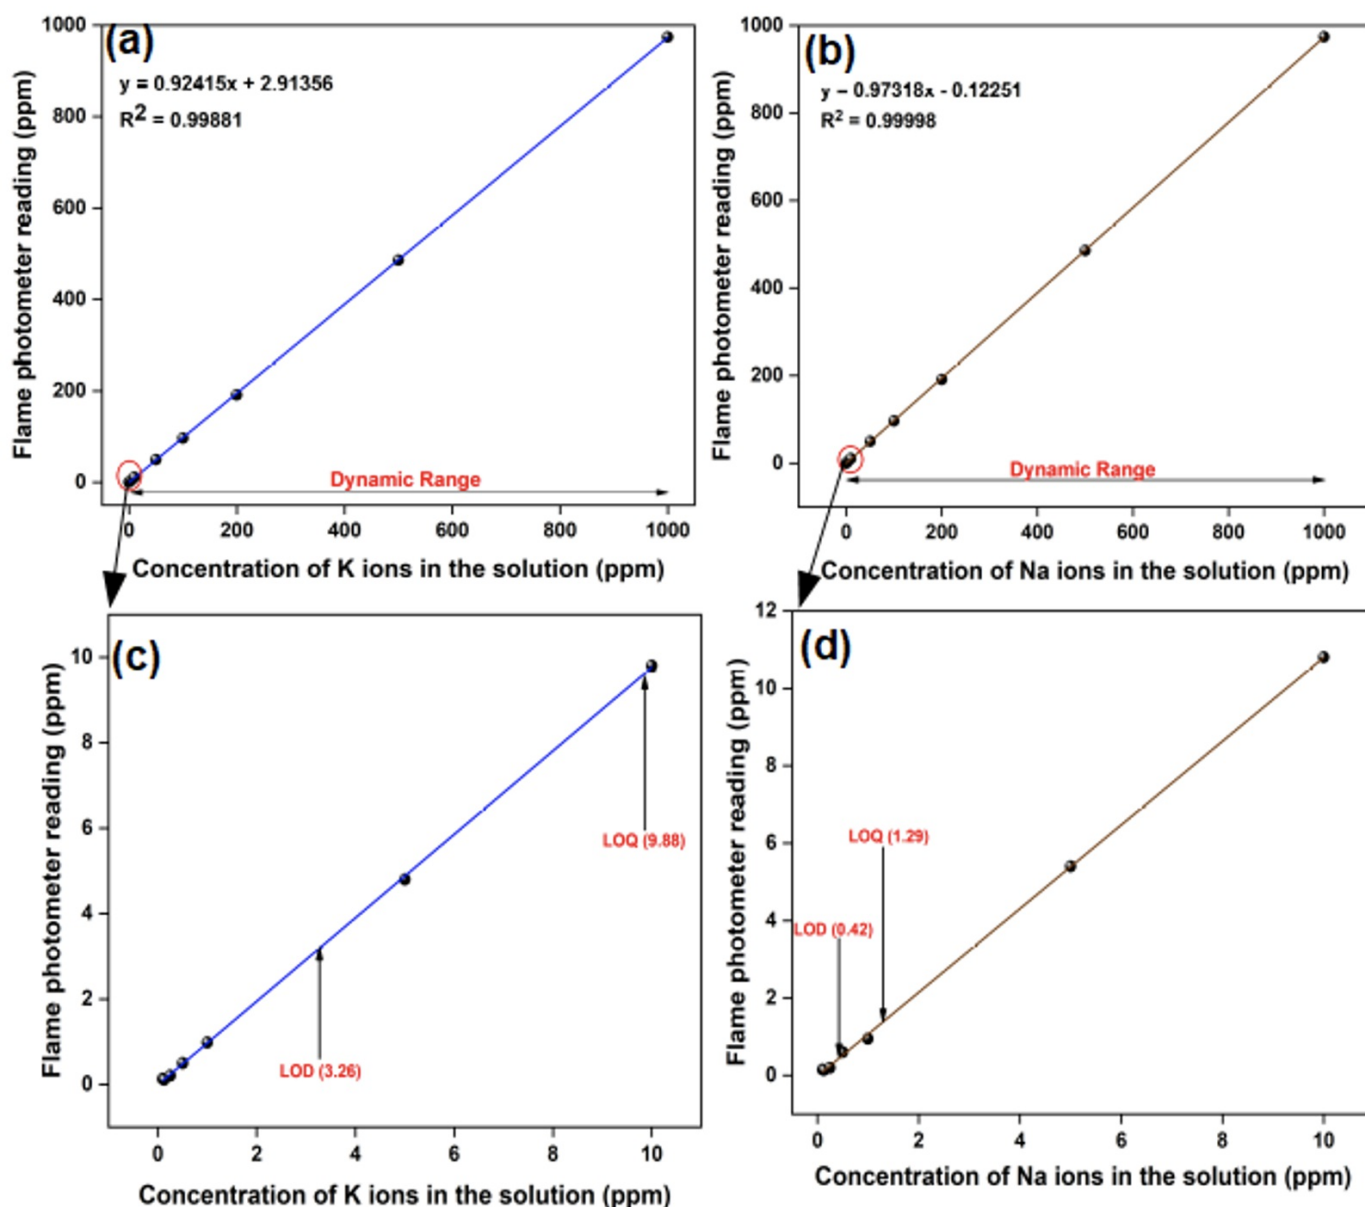 (a)
y = 0.92415x + 2.91356
R2 = 0.99881
Flame photometer reading (ppm)
1000
800
600
400
200
0
Dynamic Range
0 200 400 600 800 1000
Concentration of K ions in the solution (ppm)
(b)
y – 0.97318x - 0.12251
R2 = 0.99998
Flame photometer reading (ppm)
1000
800
600
400
200
0
Dynamic Range
0 200 400 600 800 1000
Concentration of Na ions in the solution (ppm)
(c)
Flame photometer reading (ppm)
10
8
6
4
2
0
LOQ (9.88)
LOD (3.26)
0 2 4 6 8 10
Concentration of K ions in the solution (ppm)
(d)
Flame photometer reading (ppm)
12
10
8
6
4
2
0
LOQ (1.29)
LOD (0.42)
0 2 4 6 8 10
Concentration of Na ions in the solution (ppm)